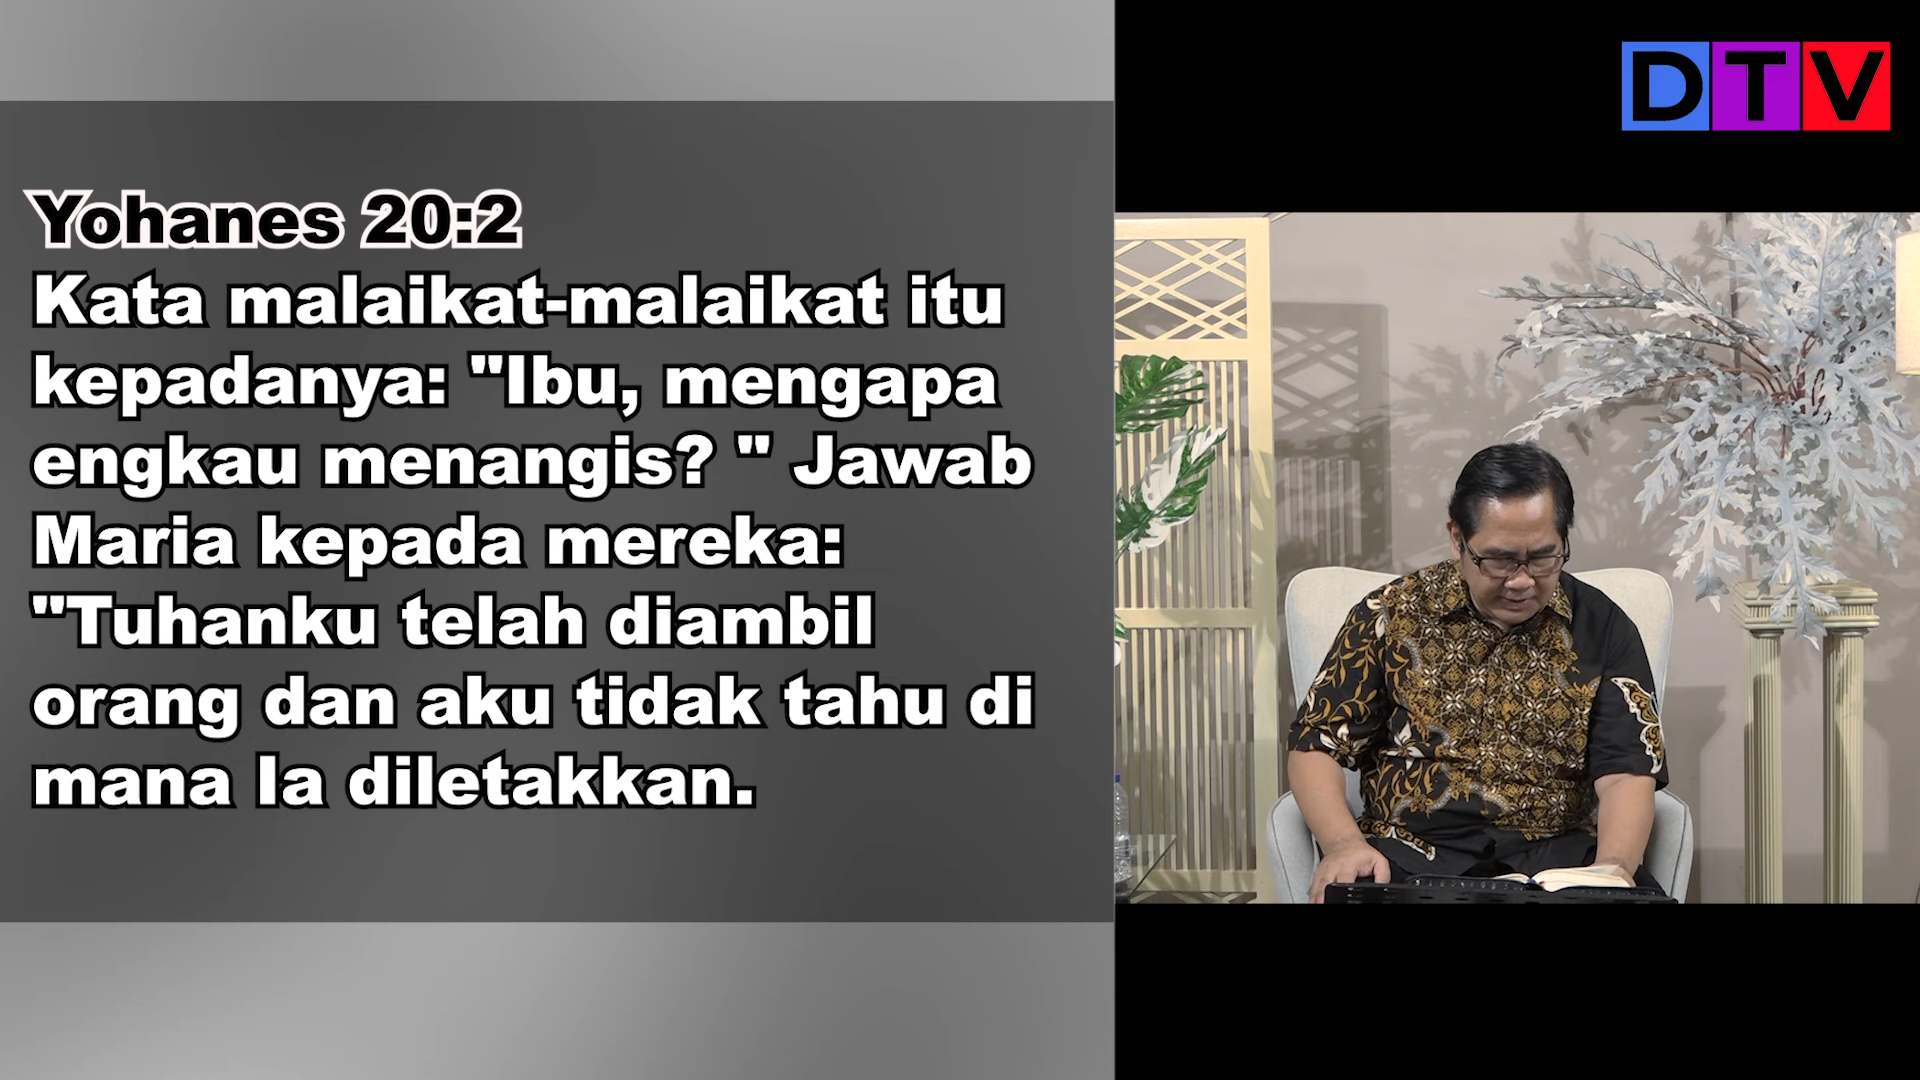 DTV
Yohanes 20:2
Kata malaikat-malaikat itu
kepadanya: "Ibu, mengapa
engkau menangis? " Jawab
Maria kepada mereka:
"Tuhanku telah diambil
orang dan aku tidak tahu di
mana Ia diletakkan.